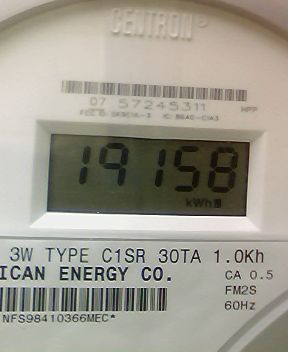 CENTRON®
07 57245311 HPP
19158
kWh
3W TYPE C1SR 30TA 1.0Kh
ICAN ENERGY CO. CA 0.5
FM2S
60Hz
NFS98410366MEC*